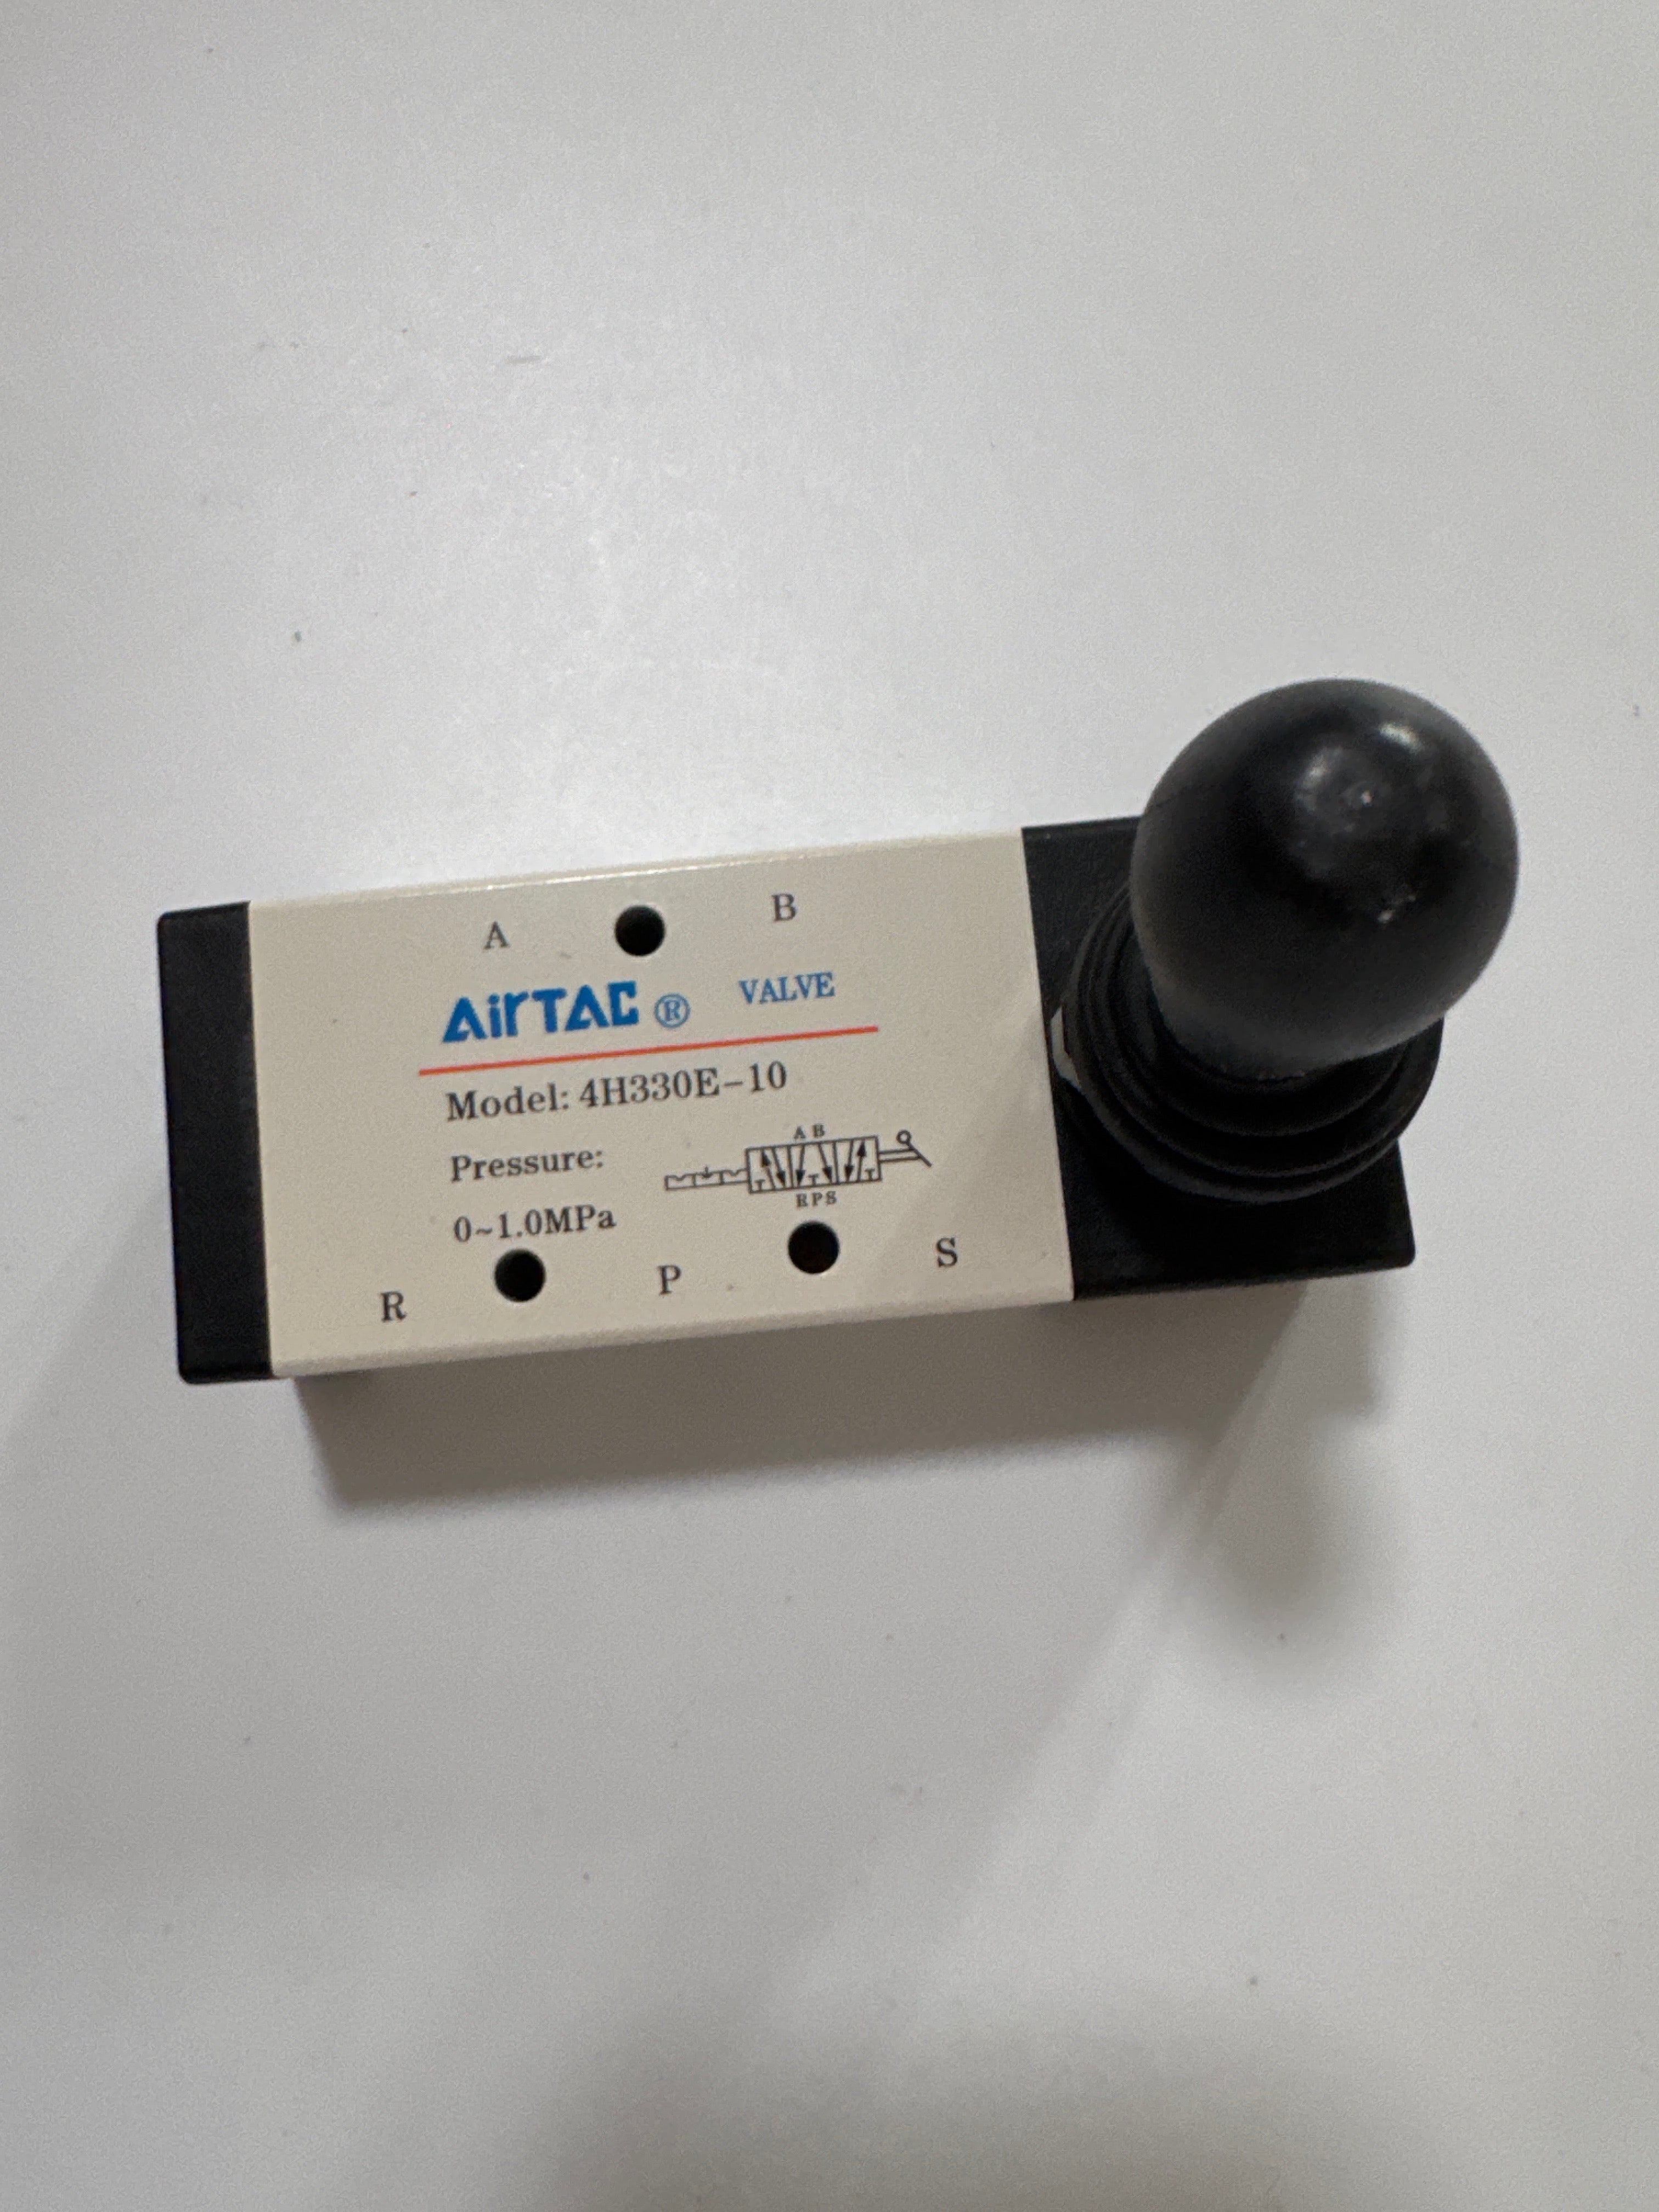 A B
AirTAC ® VALVE
Model: 4H330E-10
Pressure:
A B
R P S
0~1.0MPa
R P S